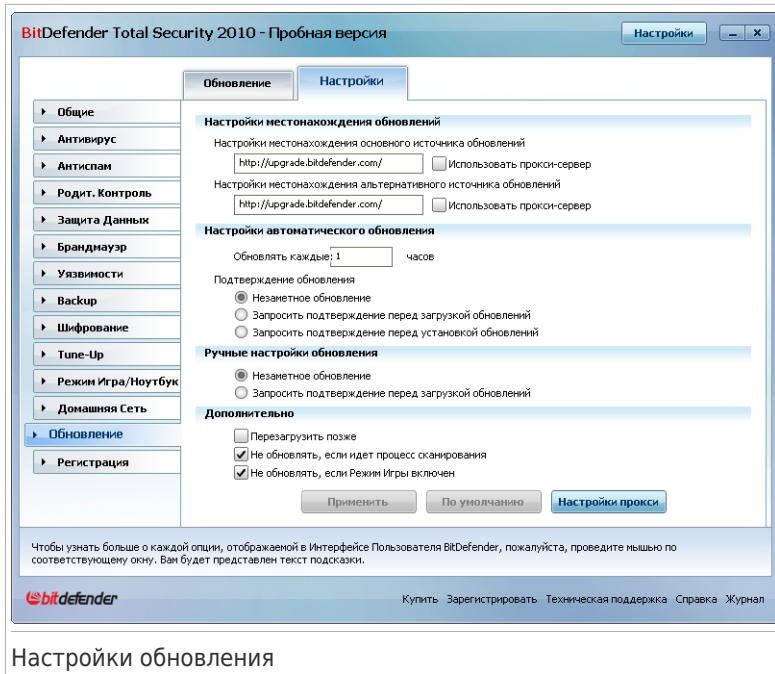 BitDefender Total Security 2010 - Пробная версия
Настройки
Обновление
Настройки
Общие
Антивирус
Антиспам
Родит. Контроль
Защита Данных
Брандмауэр
Уязвимости
Backup
Шифрование
Tune-Up
Режим Игра/Ноутбук
Домашняя Сеть
Обновление
Регистрация
Настройки местонахождения обновлений
Настройки местонахождения основного источника обновлений
http://upgrade.bitdefender.com/ Использовать прокси-сервер
Настройки местонахождения альтернативного источника обновлений
http://upgrade.bitdefender.com/ Использовать прокси-сервер
Настройки автоматического обновления
Обновлять каждые: 1 часов
Подтверждение обновления
Незаметное обновление
Запросить подтверждение перед загрузкой обновлений
Запросить подтверждение перед установкой обновлений
Ручные настройки обновления
Незаметное обновление
Запросить подтверждение перед загрузкой обновлений
Дополнительно
Перезагрузить позже
Не обновлять, если идет процесс сканирования
Не обновлять, если Режим Игры включен
Применить По умолчанию Настройки прокси
Чтобы узнать больше о каждой опции, отображаемой в Интерфейсе Пользователя BitDefender, пожалуйста, проведите мышью по
соответствующему окну. Вам будет представлен текст подсказки.
bitdefender
Купить Зарегистрировать Техническая поддержка Справка Журнал
Настройки обновления